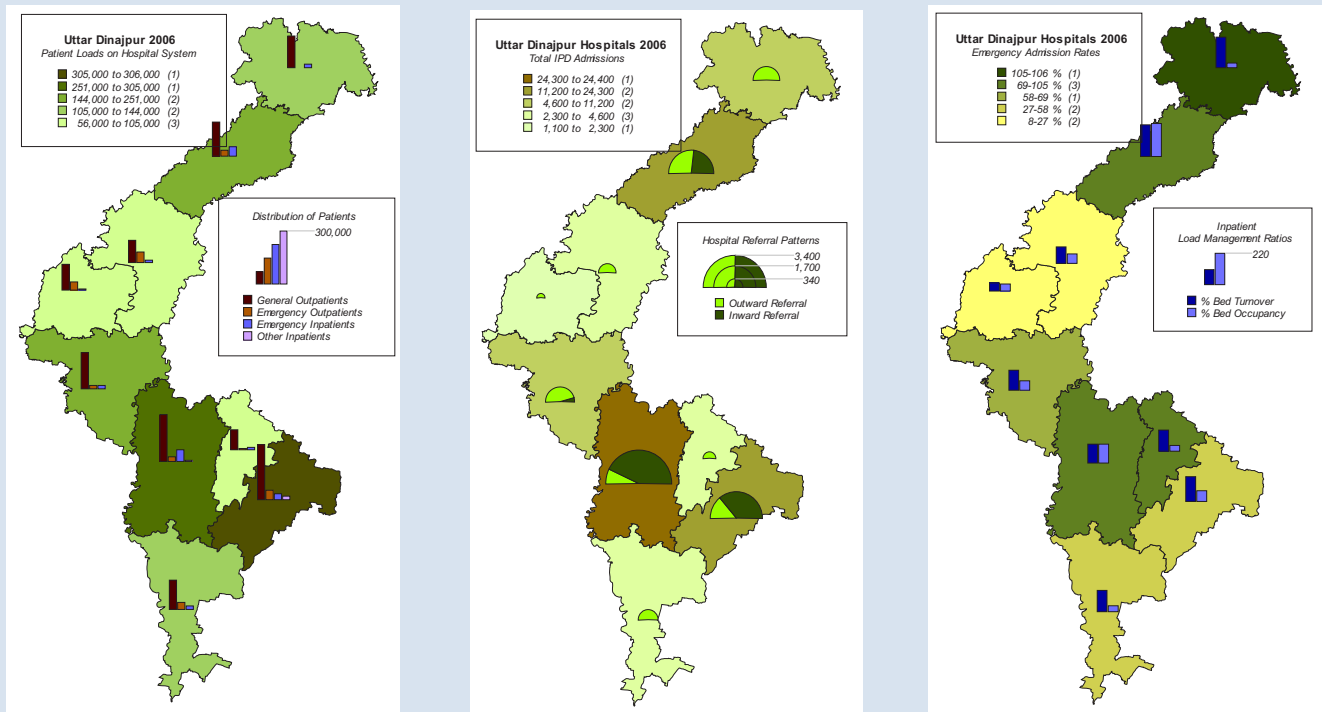 Uttar Dinajpur 2006
Patient Loads on Hospital System
305,000 to 306,000 (1)
251,000 to 305,000 (1)
144,000 to 251,000 (2)
105,000 to 144,000 (2)
56,000 to 105,000 (3)
Distribution of Patients
300,000
General Outpatients
Emergency Outpatients
Emergency Inpatients
Other Inpatients
Uttar Dinajpur Hospitals 2006
Total IPD Admissions
24,300 to 24,400 (1)
11,200 to 24,300 (2)
4,600 to 11,200 (2)
2,300 to 4,600 (3)
1,100 to 2,300 (1)
Hospital Referral Patterns
3,400
1,700
340
Outward Referral
Inward Referral
Uttar Dinajpur Hospitals 2006
Emergency Admission Rates
105-106 % (1)
69-105 % (3)
58-69 % (1)
27-58 % (2)
8-27 % (2)
Inpatient
Load Management Ratios
220
% Bed Turnover
% Bed Occupancy